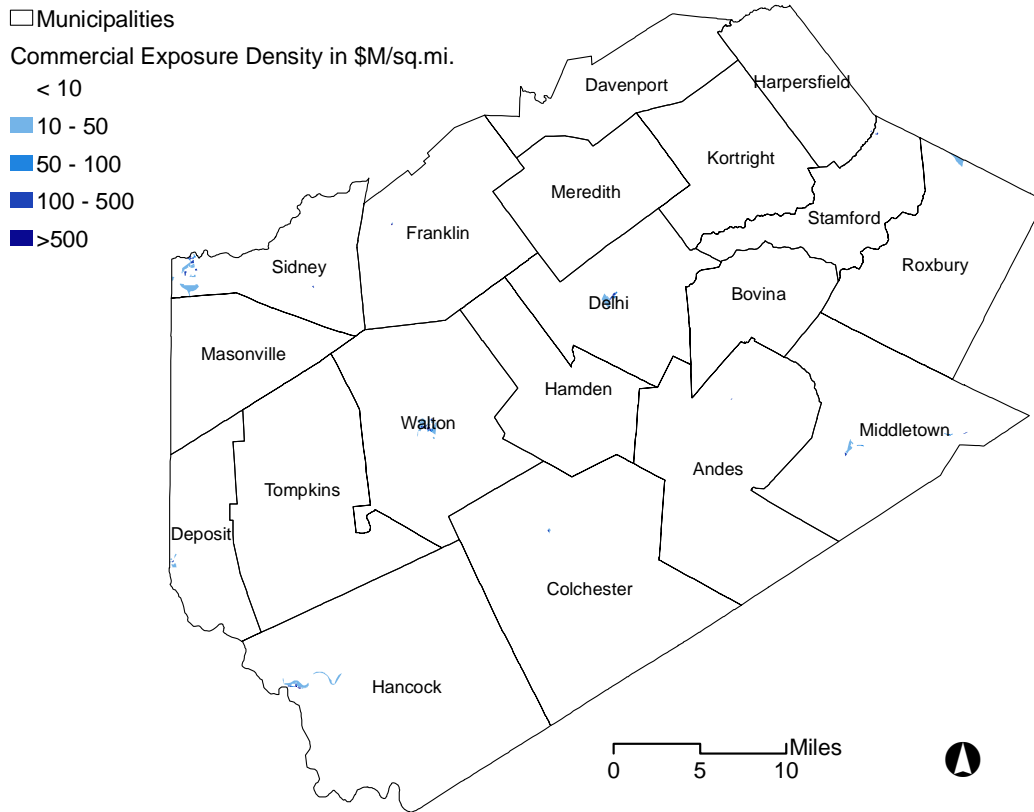 Municipalities
Commercial Exposure Density in $M/sq.mi.
< 10
10 - 50
50 - 100
100 - 500
>500
Davenport
Harpersfield
Kortright
Meredith
Stamford
Franklin
Roxbury
Sidney
Bovina
Delhi
Masonville
Hamden
Walton
Middletown
Andes
Tompkins
Deposit
Colchester
Hancock
Miles
0 5 10